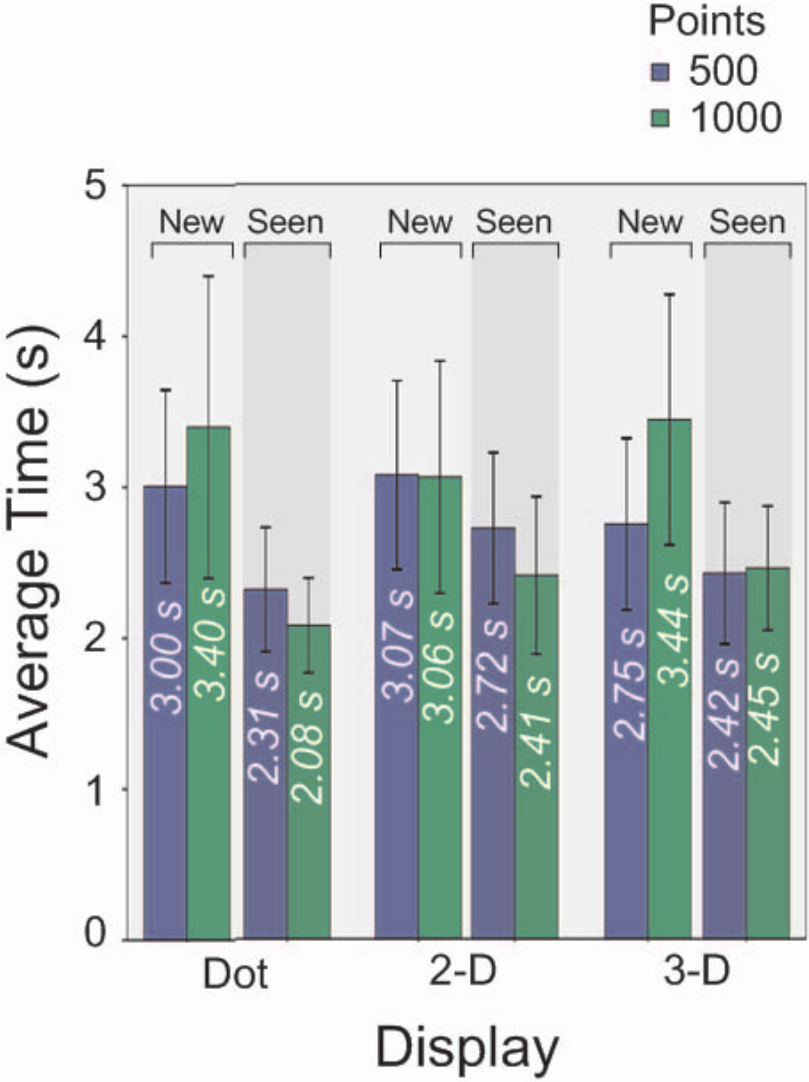 Points
500
1000
5
New Seen New Seen New Seen
4
3
2
1
0
3.00 s
3.40 s
2.31 s
2.08 s
3.07 s
3.06 s
2.72 s
2.41 s
2.75 s
3.44 s
2.42 s
2.45 s
Average Time (s)
Dot 2-D 3-D
Display